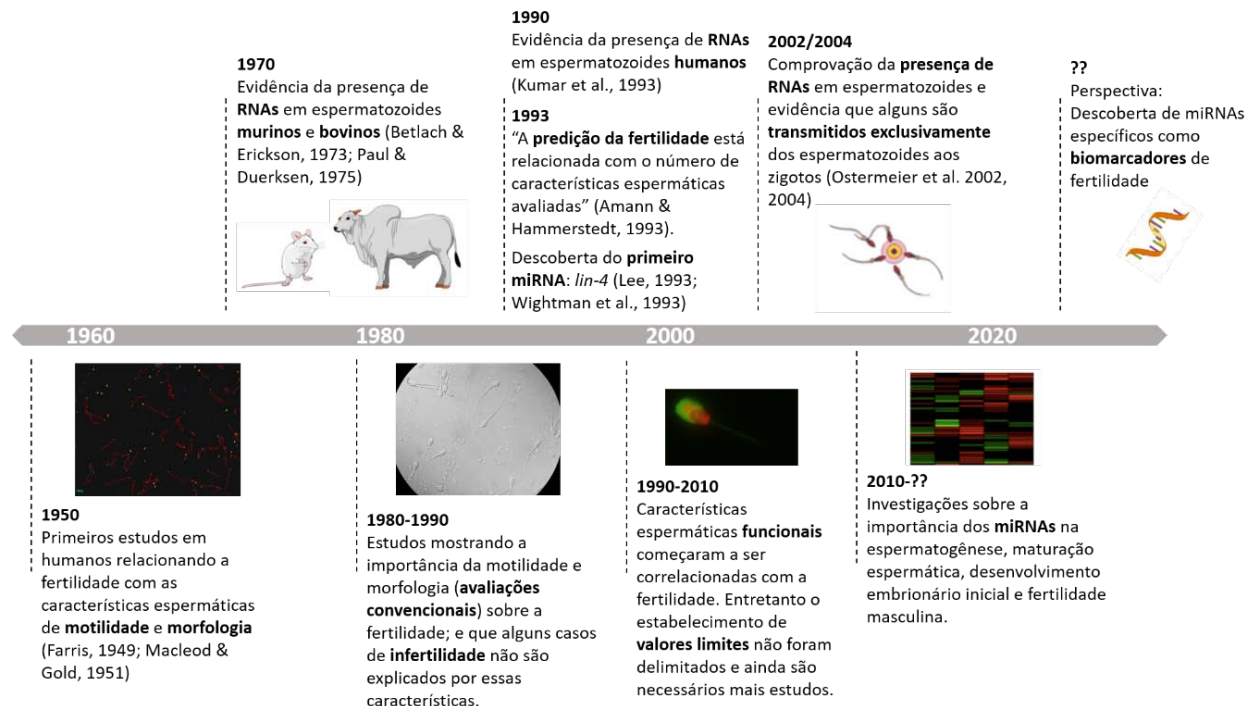 1970
Evidência da presença de
RNAs em espermatozoides
murinos e bovinos (Betlach &
Erickson, 1973; Paul &
Duerksen, 1975)
1990
Evidência da presença de RNAs
em espermatozoides humanos
(Kumar et al., 1993)
1993
“A predição da fertilidade está
relacionada com o número de
características espermáticas
avaliadas” (Amann &
Hammerstedt, 1993).
Descoberta do primeiro
miRNA: lin-4 (Lee, 1993;
Wightman et al., 1993)
2002/2004
Comprovação da presença de
RNAs em espermatozoides e
evidência que alguns são
transmitidos exclusivamente
dos espermatozoides aos
zigotos (Ostermeier et al. 2002,
2004)
??
Perspectiva:
Descoberta de miRNAs
específicos como
biomarcadores de
fertilidade
1960
1980
2000
2020
1950
Primeiros estudos em
humanos relacionando a
fertilidade com as
características espermáticas
de motilidade e morfologia
(Farris, 1949; Macleod &
Gold, 1951)
1980-1990
Estudos mostrando a
importância da motilidade e
morfologia (avaliações
convencionais) sobre a
fertilidade; e que alguns casos
de infertilidade não são
explicados por essas
características.
1990-2010
Características
espermáticas funcionais
começaram a ser
correlacionadas com a
fertilidade. Entretanto o
estabelecimento de
valores limites não foram
delimitados e ainda são
necessários mais estudos.
2010-??
Investigações sobre a
importância dos miRNAs na
espermatogênese, maturação
espermática, desenvolvimento
embrionário inicial e fertilidade
masculina.